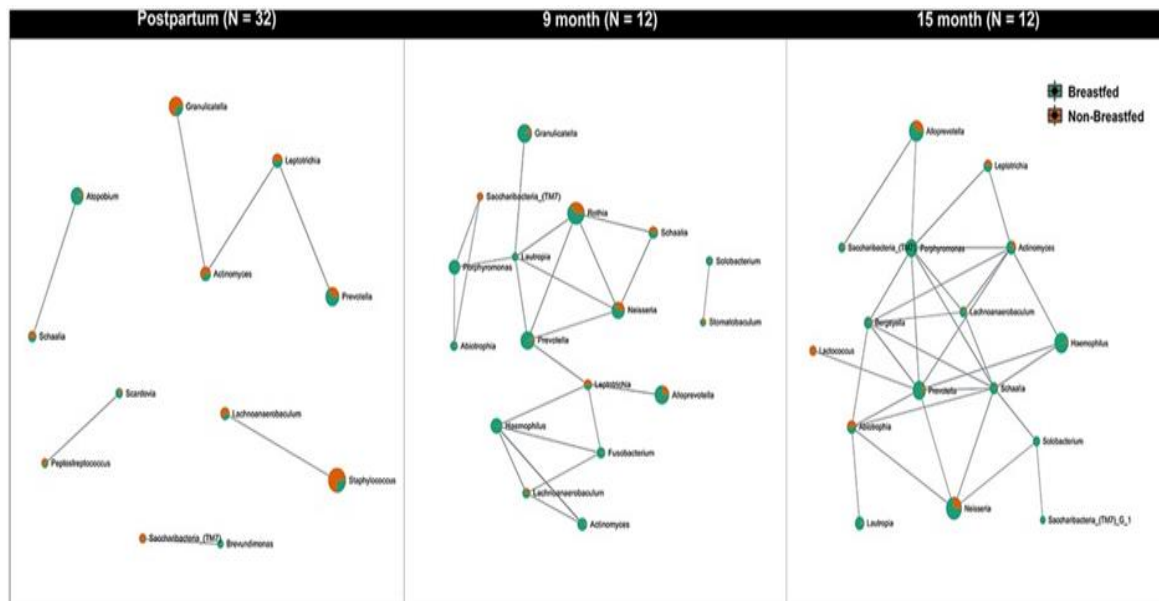 Postpartum (N = 32)
9 month (N = 12)
15 month (N = 12)
Granulicatella
Leptotrichia
Atopobium
Actinomyces
Prevotella
Schaalia
Scardovia
Lachnoanaerobaculum
Peptostreptococcus
Staphylococcus
Saccharibacteria_(TM7)
Brevundimonas
Granulicatella
Saccharibacteria_(TM7)
Rothia
Schaalia
Lautropia
Porphyromonas
Solobacterium
Neisseria
Stomatobaculum
Prevotella
Abiotrophia
Leptotrichia
Alloprevotella
Haemophilus
Fusobacterium
Lachnoanaerobaculum
Actinomyces
Breastfed
Non-Breastfed
Alloprevotella
Leptotrichia
Saccharibacteria_(TM7)
Porphyromonas
Actinomyces
Lachnoanaerobaculum
Bergeyella
Haemophilus
Lactococcus
Prevotella
Schaalia
Abiotrophia
Solobacterium
Neisseria
Lautropia
Saccharibacteria_(TM7)_G_1